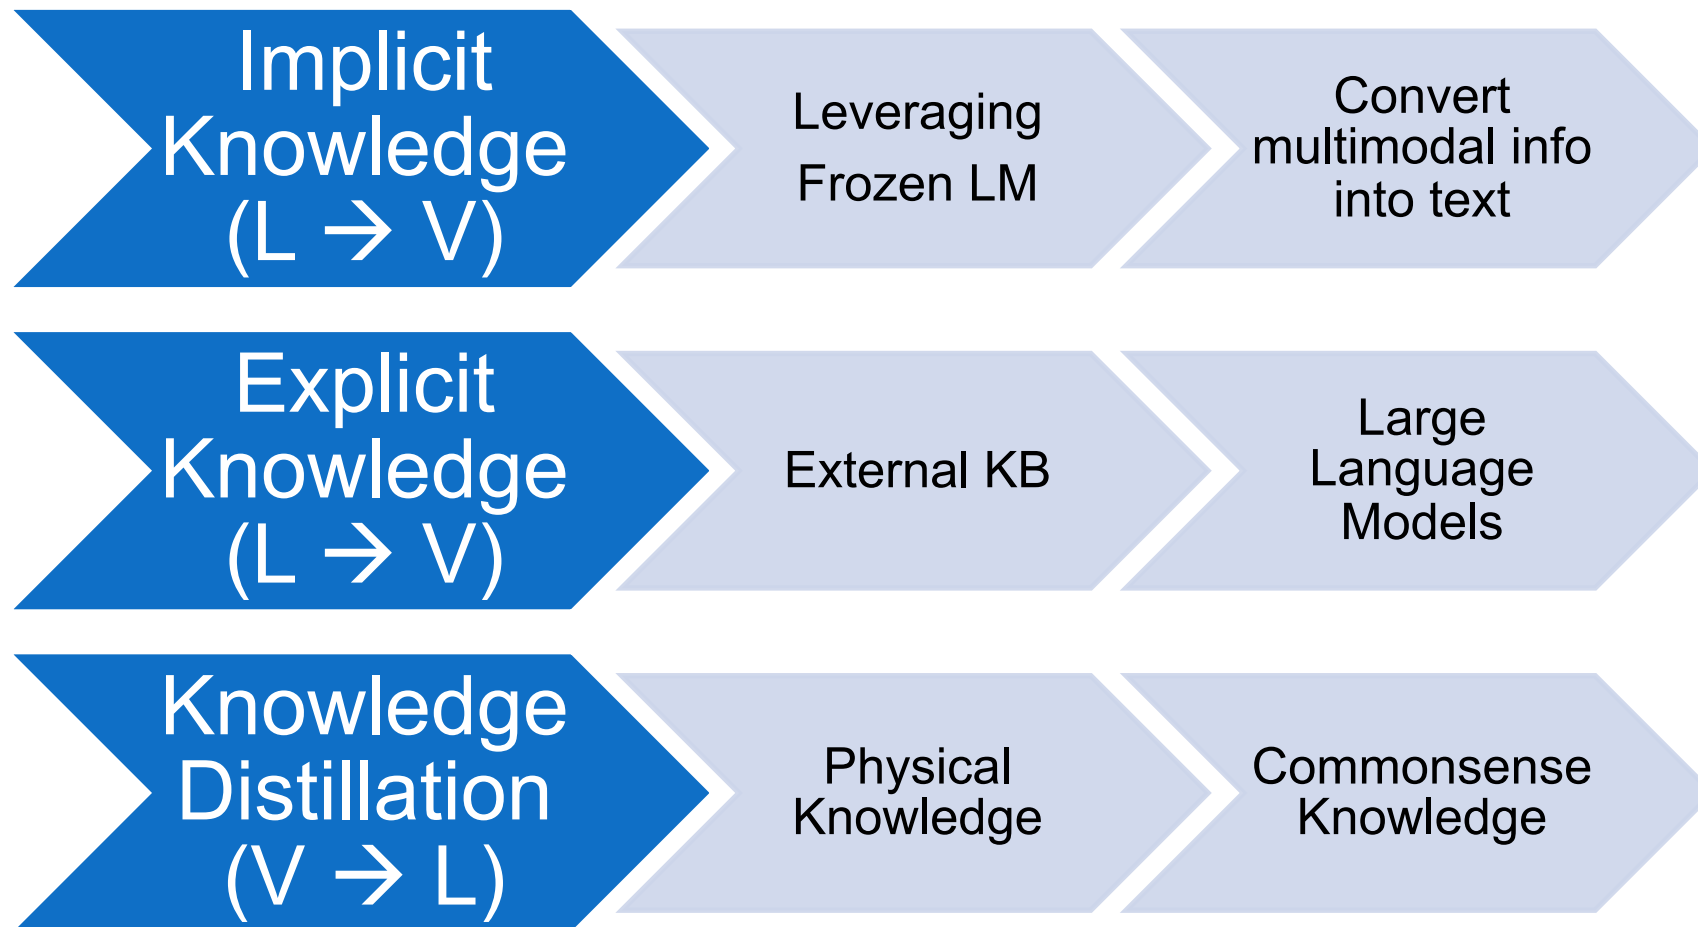 Implicit
Knowledge
(L → V)
Leveraging
Frozen LM
Convert
multimodal info
into text
Explicit
Knowledge
(L → V)
External KB
Large
Language
Models
Knowledge
Distillation
(V → L)
Physical
Knowledge
Commonsense
Knowledge